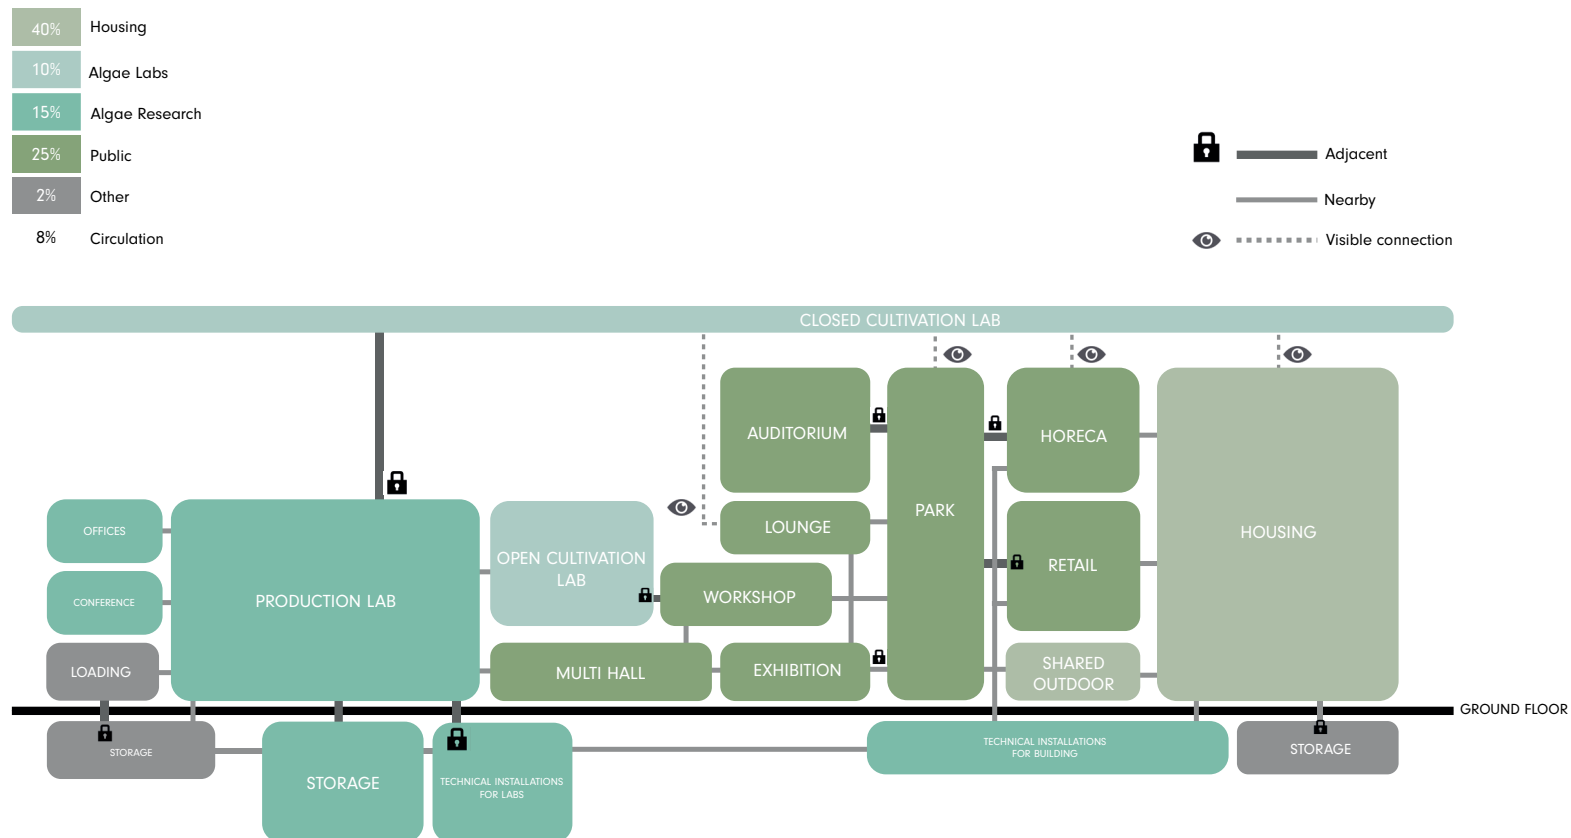 40% Housing
10% Algae Labs
15% Algae Research
25% Public
2% Other
8% Circulation
Adjacent
Nearby
Visible connection
CLOSED CULTIVATION LAB
AUDITORIUM
PARK
HORECA
HOUSING
LOUNGE
RETAIL
OFFICES
CONFERENCE
LOADING
PRODUCTION LAB
OPEN CULTIVATION
LAB
WORKSHOP
MULTI HALL
EXHIBITION
SHARED
OUTDOOR
GROUND FLOOR
STORAGE
STORAGE
TECHNICAL INSTALLATIONS
FOR LABS
TECHNICAL INSTALLATIONS
FOR BUILDING
STORAGE